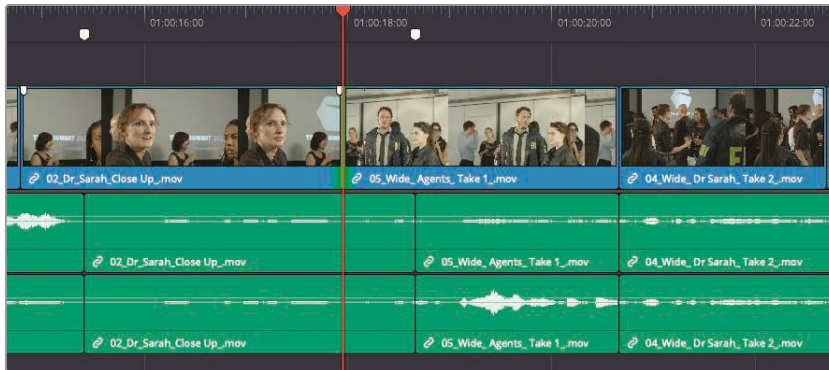 01:00:16:00 01:00:18:00 01:00:20:00 01:00:22:00
SUMMIT
02_Dr_Sarah_Close Up_.mov 05_Wide_ Agents_ Take 1_.mov 04_Wide_ Dr Sarah_ Take 2_.mov
02_Dr_Sarah_Close Up_.mov 05_Wide_ Agents_ Take 1_.mov 04_Wide_ Dr Sarah_ Take 2_.mov
02_Dr_Sarah_Close Up_.mov 05_Wide_ Agents_ Take 1_.mov 04_Wide_ Dr Sarah_ Take 2_.mov